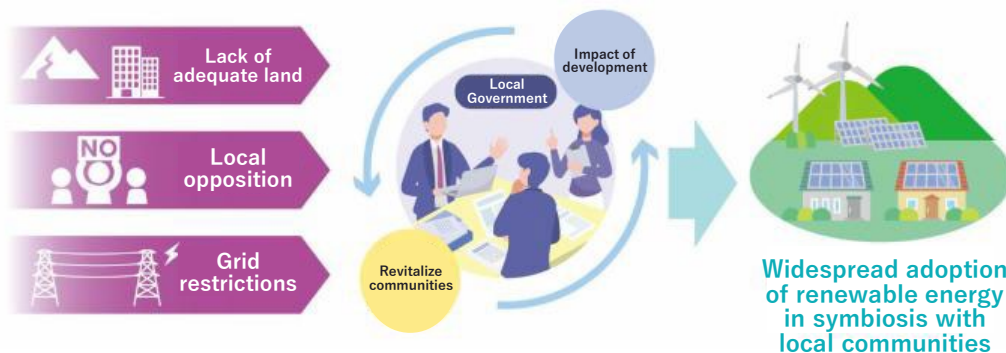 Lack of
adequate land
NO
Local
opposition
Grid
restrictions
Impact of
development
Local
Government
Revitalize
communities
Widespread adoption
of renewable energy
in symbiosis with
local communities